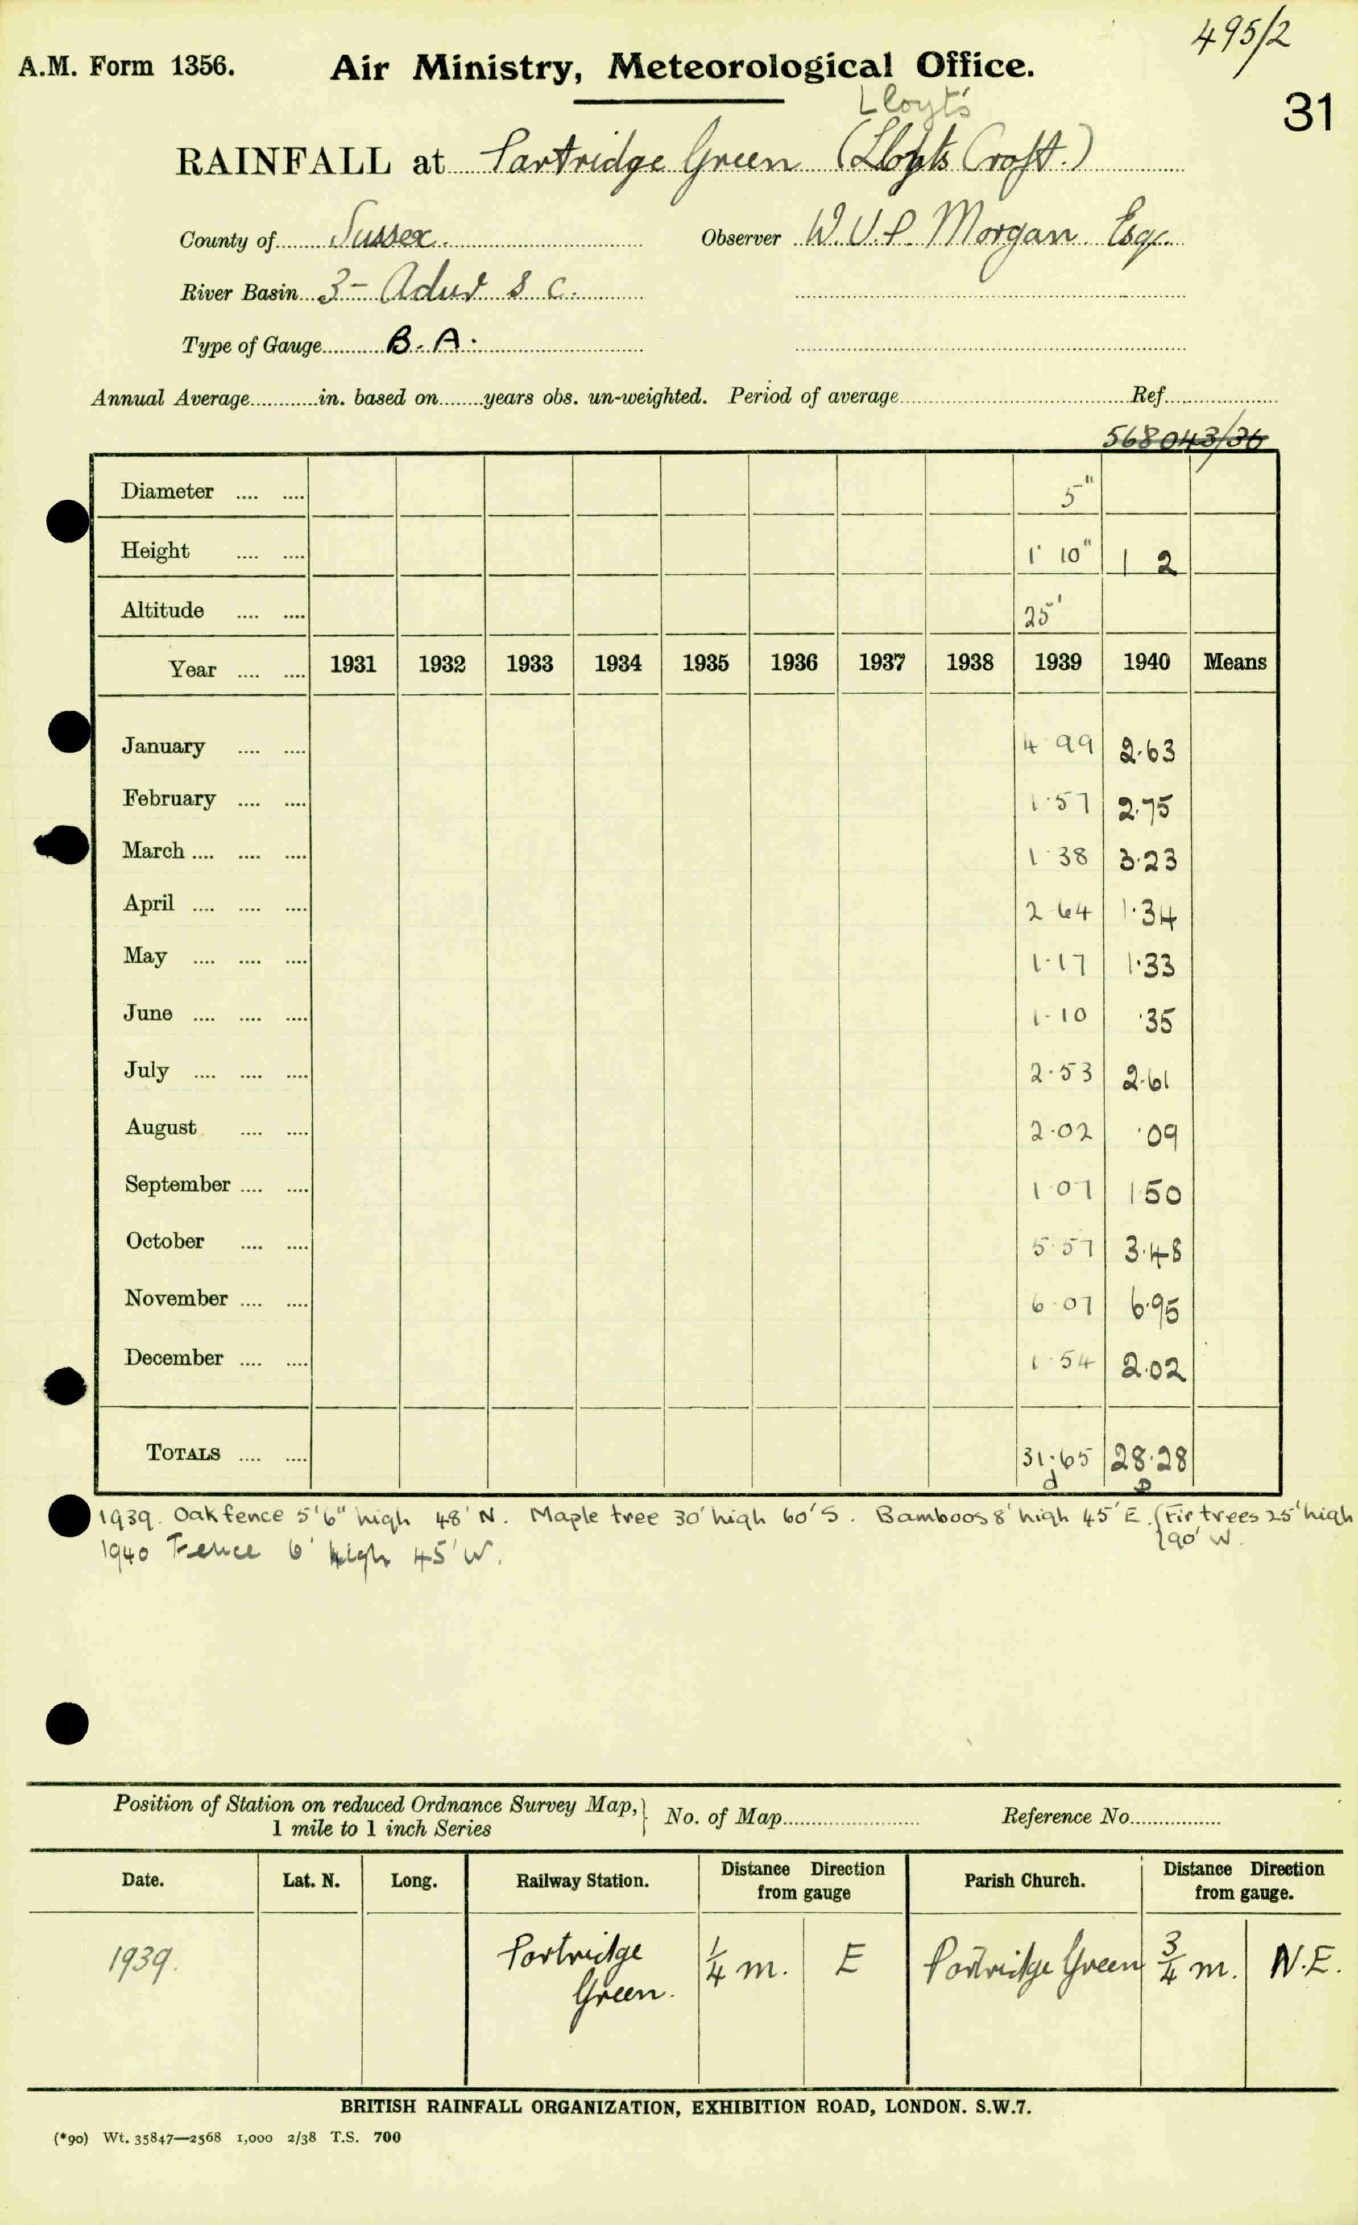 495/2
A.M. Form 1356. Air Ministry, Meteorological Office.
31
Lloyt's
RAINFALL at Partridge Green (Lloyts Croft.)
County of Sussex. Observer W.V.P. Morgan Esq.
River Basin 3 - Adur & C.
Type of Gauge B.A.
Annual Average in. based on years obs. un-weighted. Period of average Ref.
568043/36
Diameter 5"
Height 1' 10" 1 2
Altitude 25'
Year 1931 1932 1933 1934 1935 1936 1937 1938 1939 1940 Means
January 4 99 2.63
February 1.57 2.75
March 1 38 3.23
April 2 64 1.34
May 1.17 1.33
June 1.10 .35
July 2.53 2.61
August 2.02 .09
September 1 07 1 50
October 5.57 3.48
November 6 07 6.95
December 1 54 2.02
TOTALS 31.65 28.28
d D
1939. Oak fence 5'6" high 48' N. Maple tree 30' high 60' S. Bamboos 8' high 45' E. (Fir trees 25' high
90' W.
1940 Fence 6' high 45' W.
Position of Station on reduced Ordnance Survey Map, No. of Map Reference No.
1 mile to 1 inch Series
Date. Lat. N. Long. Railway Station. Distance Direction Parish Church. Distance Direction
from gauge from gauge.
1939. Partridge Green. 1/4 m. E Partridge Green 3/4 m. N.E.
BRITISH RAINFALL ORGANIZATION, EXHIBITION ROAD, LONDON. S.W.7.
(*90) Wt. 35847—2568 1,000 2/38 T.S. 700